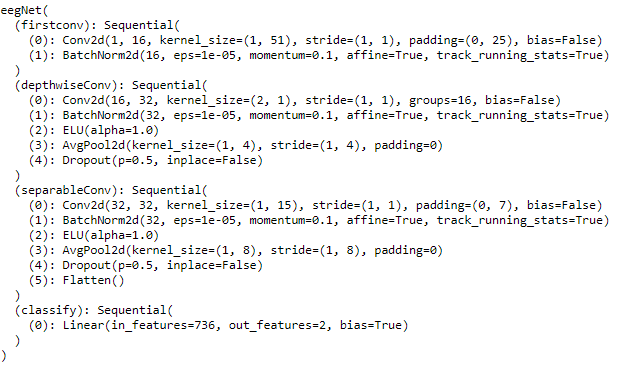 eegNet(
  (firstconv): Sequential(
    (0): Conv2d(1, 16, kernel_size=(1, 51), stride=(1, 1), padding=(0, 25), bias=False)
    (1): BatchNorm2d(16, eps=1e-05, momentum=0.1, affine=True, track_running_stats=True)
  )
  (depthwiseConv): Sequential(
    (0): Conv2d(16, 32, kernel_size=(2, 1), stride=(1, 1), groups=16, bias=False)
    (1): BatchNorm2d(32, eps=1e-05, momentum=0.1, affine=True, track_running_stats=True)
    (2): ELU(alpha=1.0)
    (3): AvgPool2d(kernel_size=(1, 4), stride=(1, 4), padding=0)
    (4): Dropout(p=0.5, inplace=False)
  )
  (separableConv): Sequential(
    (0): Conv2d(32, 32, kernel_size=(1, 15), stride=(1, 1), padding=(0, 7), bias=False)
    (1): BatchNorm2d(32, eps=1e-05, momentum=0.1, affine=True, track_running_stats=True)
    (2): ELU(alpha=1.0)
    (3): AvgPool2d(kernel_size=(1, 8), stride=(1, 8), padding=0)
    (4): Dropout(p=0.5, inplace=False)
    (5): Flatten()
  )
  (classify): Sequential(
    (0): Linear(in_features=736, out_features=2, bias=True)
  )
)